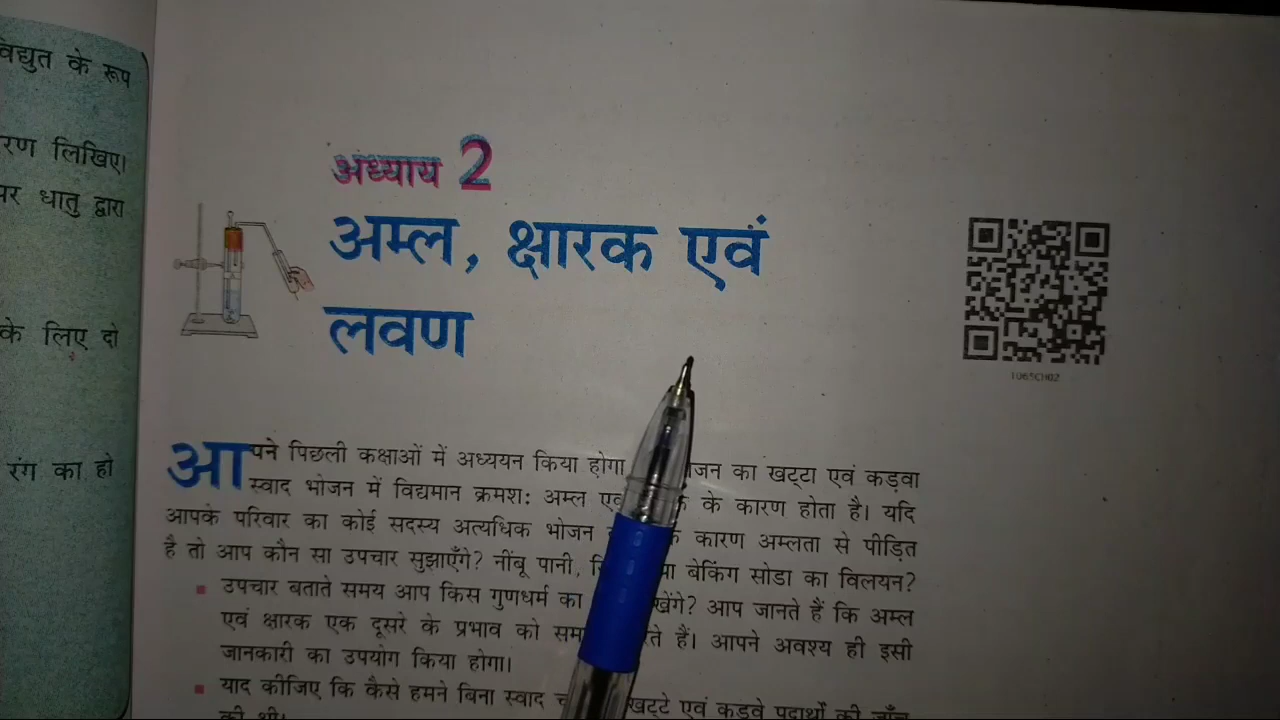 विद्युत के रूप
रण लिखिए।
पर धातु द्वारा
के लिए दो
रंग का हो
अध्याय 2
अम्ल, क्षारक एवं
लवण
1065CH02
आपने पिछली कक्षाओं में अध्ययन किया होगा जन का खट्टा एवं कड़वा
स्वाद भोजन में विद्यमान क्रमश: अम्ल एवं के कारण होता है। यदि
आपके परिवार का कोई सदस्य अत्यधिक भोजन कारण अम्लता से पीड़ित
है तो आप कौन सा उपचार सुझाएँगे? नींबू पानी, या बेकिंग सोडा का विलयन?
उपचार बताते समय आप किस गुणधर्म का खेंगे? आप जानते हैं कि अम्ल
एवं क्षारक एक दूसरे के प्रभाव को सम ते हैं। आपने अवश्य ही इसी
जानकारी का उपयोग किया होगा।
याद कीजिए कि कैसे हमने बिना स्वाद खट्टे एवं कड़वे पदार्थों की जाँच
की थी।